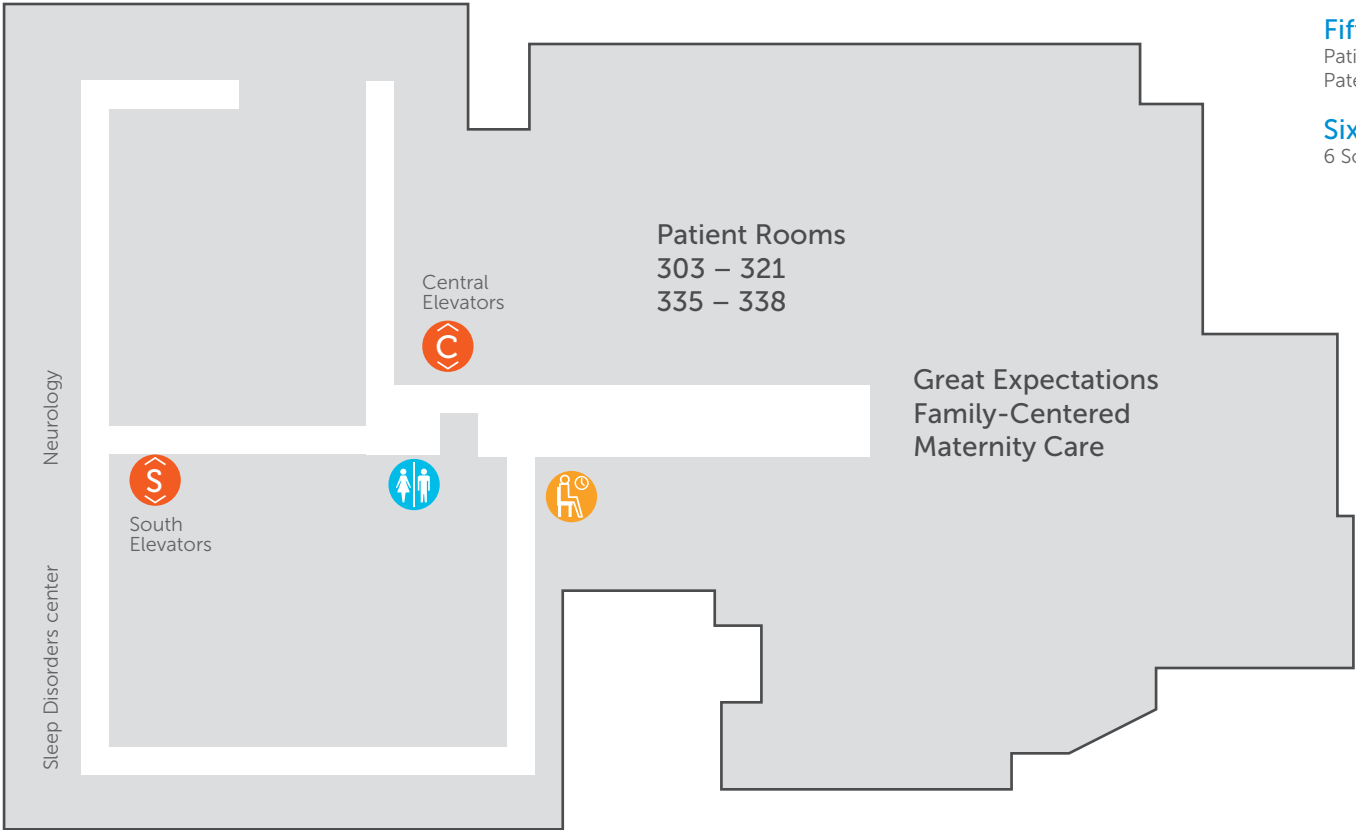 Patient Rooms
303 – 321
335 – 338
Central
Elevators
C
Great Expectations
Family-Centered
Maternity Care
Neurology
S
South
Elevators
Sleep Disorders center
6